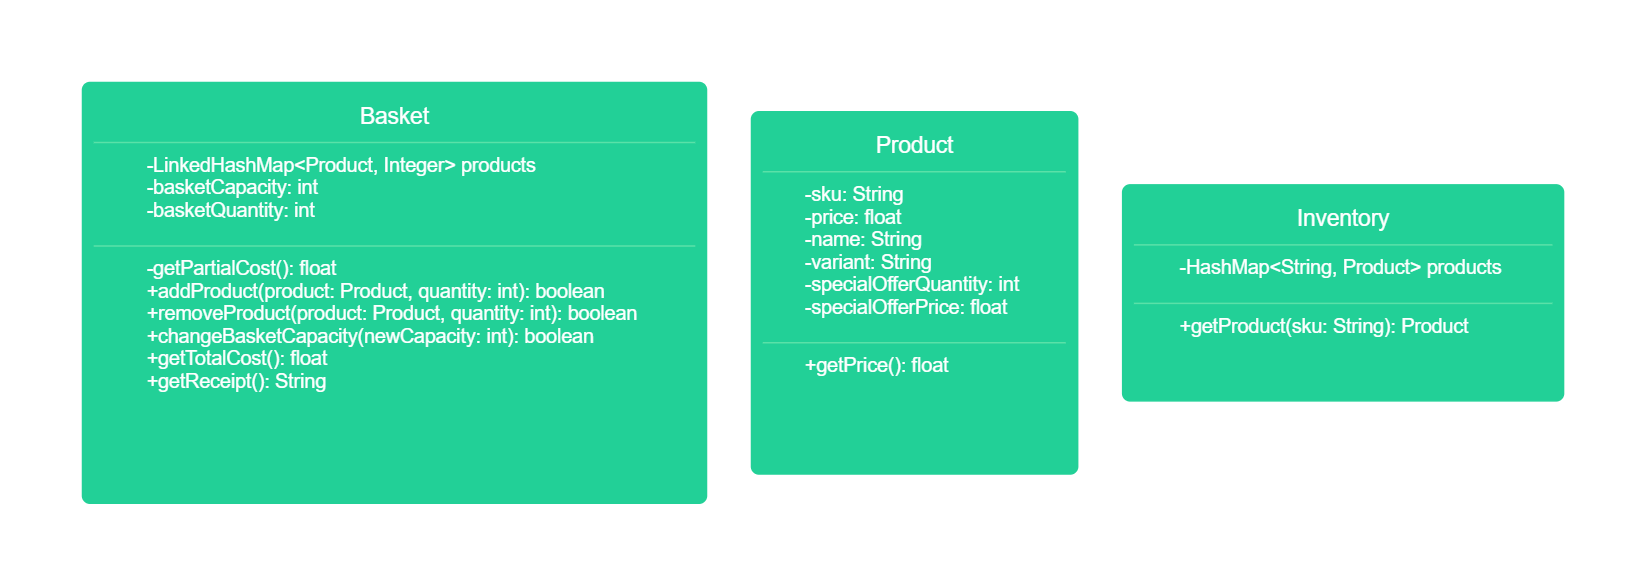 Basket
-LinkedHashMap<Product, Integer> products
-basketCapacity: int
-basketQuantity: int
-getPartialCost(): float
+addProduct(product: Product, quantity: int): boolean
+removeProduct(product: Product, quantity: int): boolean
+changeBasketCapacity(newCapacity: int): boolean
+getTotalCost(): float
+getReceipt(): String
Product
-sku: String
-price: float
-name: String
-variant: String
-specialOfferQuantity: int
-specialOfferPrice: float
+getPrice(): float
Inventory
-HashMap<String, Product> products
+getProduct(sku: String): Product